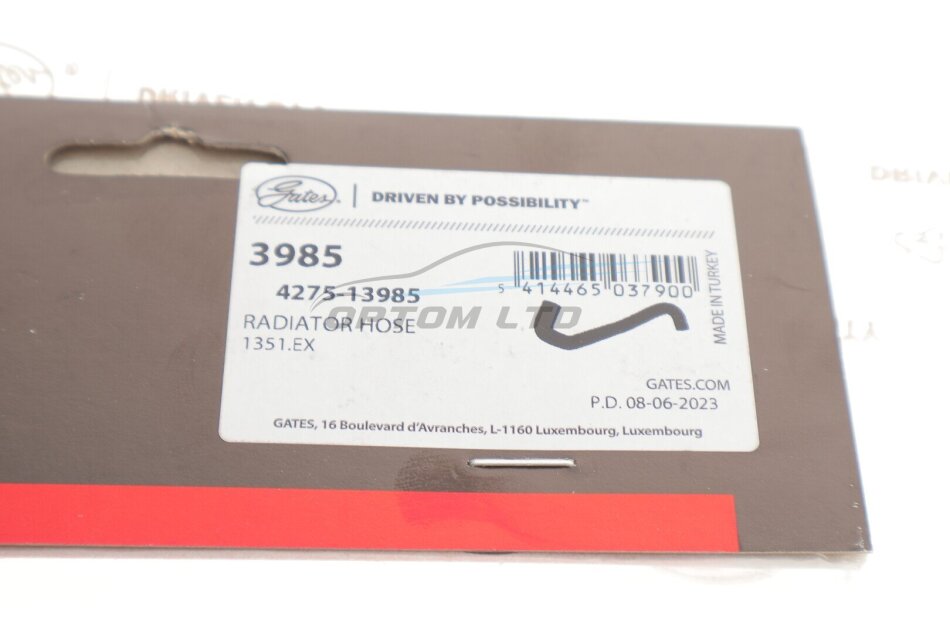 Gates
DRIVEN BY POSSIBILITY™
3985
4275-13985
5 414465 037900
MADE IN TURKEY
OPTOM LTD
RADIATOR HOSE
1351.EX
GATES.COM
P.D. 08-06-2023
GATES, 16 Boulevard d'Avranches, L-1160 Luxembourg, Luxembourg